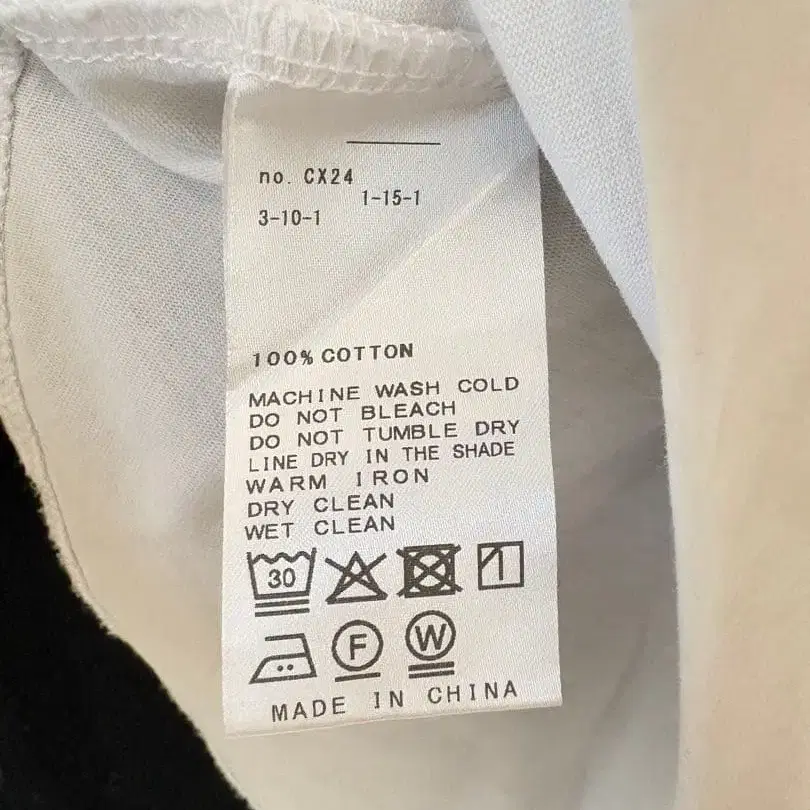 no. CX24
1-15-1
3-10-1
100% COTTON
MACHINE WASH COLD
DO NOT BLEACH
DO NOT TUMBLE DRY
LINE DRY IN THE SHADE
WARM IRON
DRY CLEAN
WET CLEAN
30
F W
MADE IN CHINA